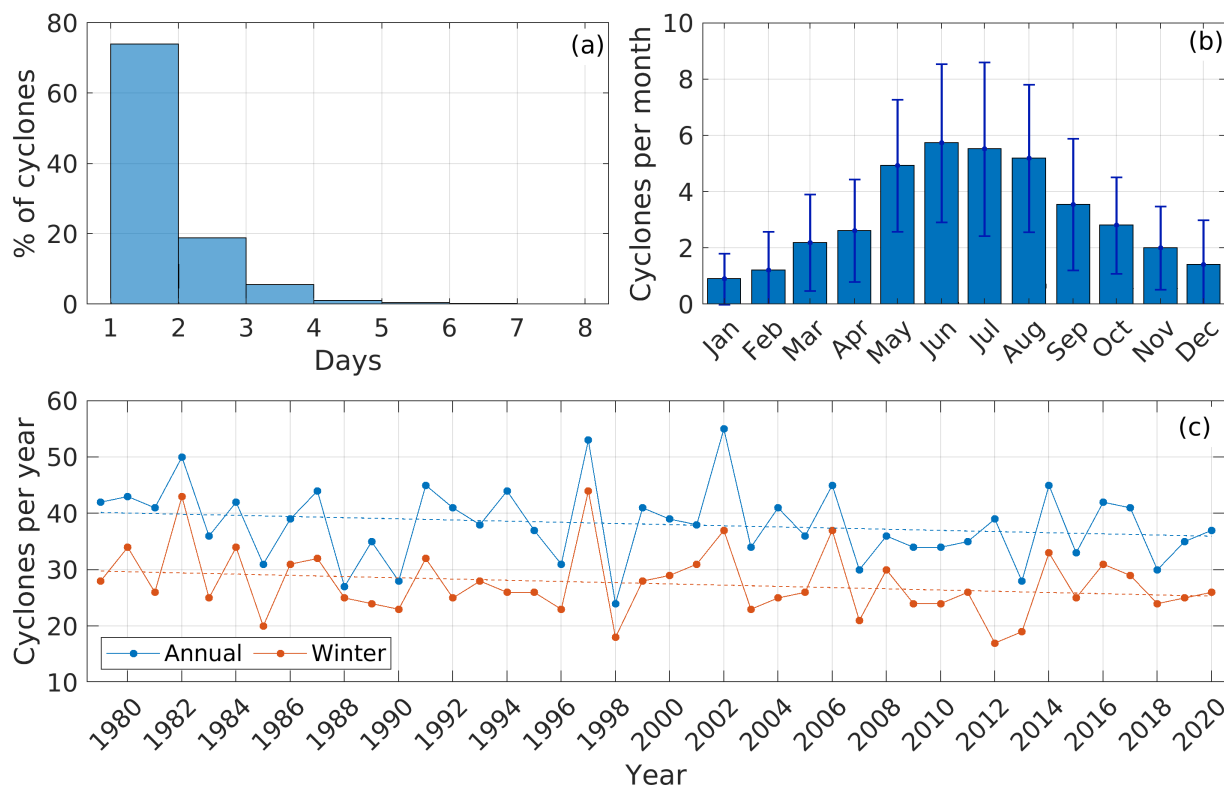 (a)
% of cyclones
80
60
40
20
0
1 2 3 4 5 6 7 8
Days
(b)
Cyclones per month
10
8
6
4
2
0
Jan Feb Mar Apr May Jun Jul Aug Sep Oct Nov Dec
(c)
Cyclones per year
60
50
40
30
20
10
Annual Winter
1980 1982 1984 1986 1988 1990 1992 1994 1996 1998 2000 2002 2004 2006 2008 2010 2012 2014 2016 2018 2020
Year